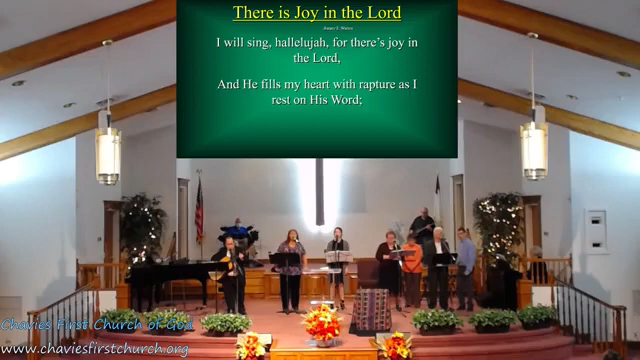 There is Joy in the Lord
I will sing, hallelujah, for there's joy in
the Lord,
And He fills my heart with rapture as I
rest on His Word;
Chavies First Church of God
www.chaviesfirstchurch.org